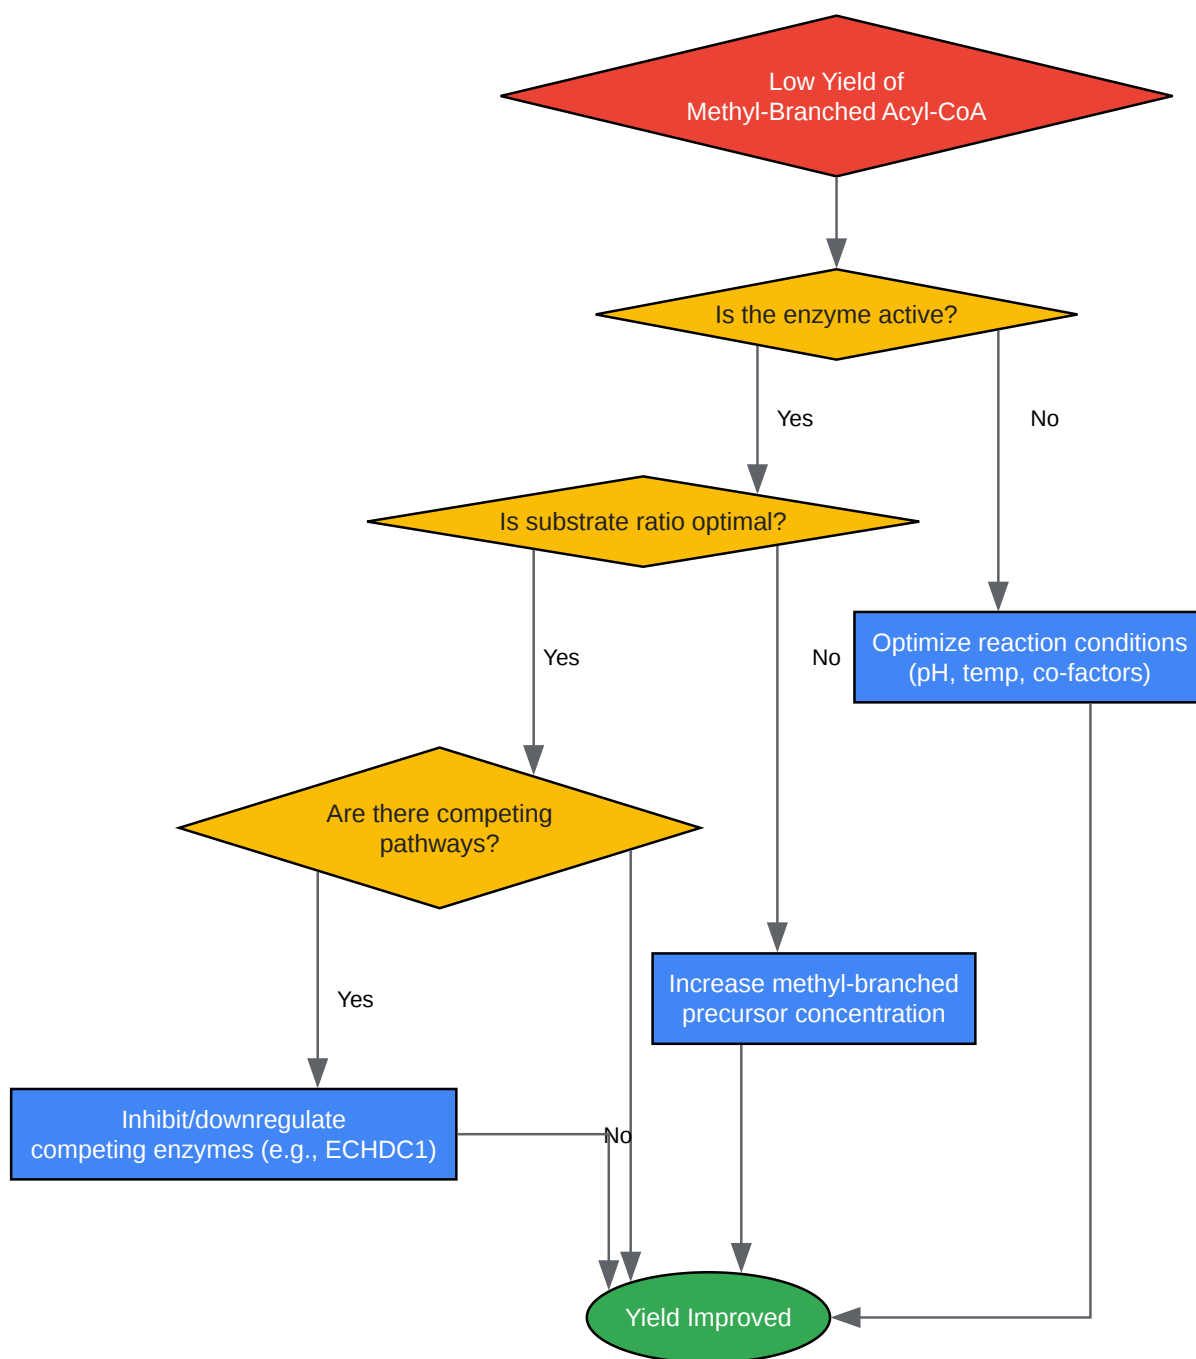 Low Yield of
Methyl-Branched Acyl-CoA
Is the enzyme active?
Yes
No
Is substrate ratio optimal?
Optimize reaction conditions
(pH, temp, co-factors)
Yes
No
Are there competing
pathways?
Increase methyl-branched
precursor concentration
Yes
Inhibit/downregulate
competing enzymes (e.g., ECHDC1)
No
Yield Improved